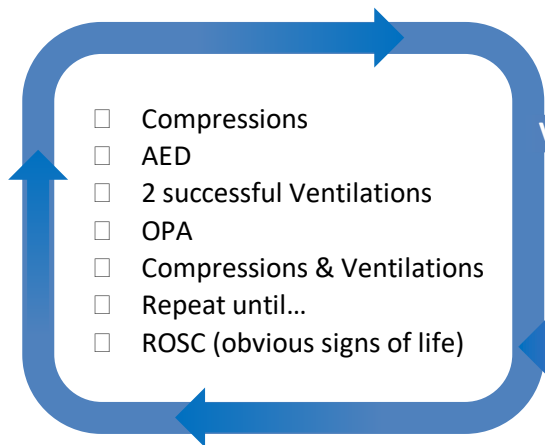 Compressions
AED
2 successful Ventilations
OPA
Compressions & Ventilations
Repeat until…
ROSC (obvious signs of life)